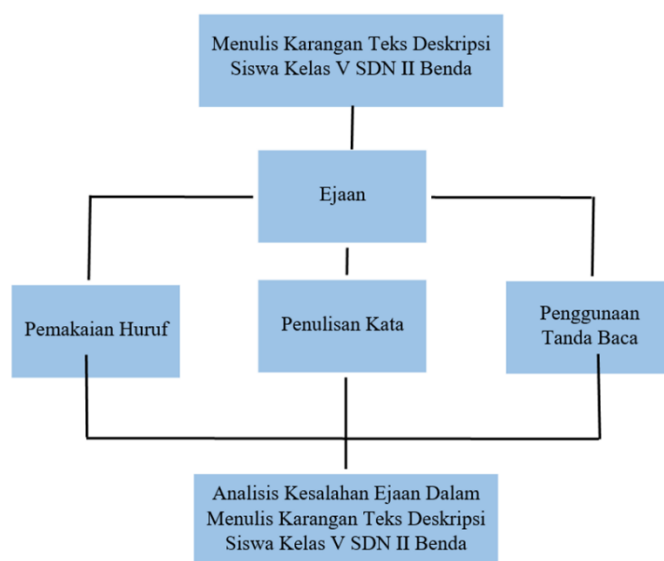 Menulis Karangan Teks Deskripsi
Siswa Kelas V SDN II Benda
Ejaan
Pemakaian Huruf
Penulisan Kata
Penggunaan
Tanda Baca
Analisis Kesalahan Ejaan Dalam
Menulis Karangan Teks Deskripsi
Siswa Kelas V SDN II Benda